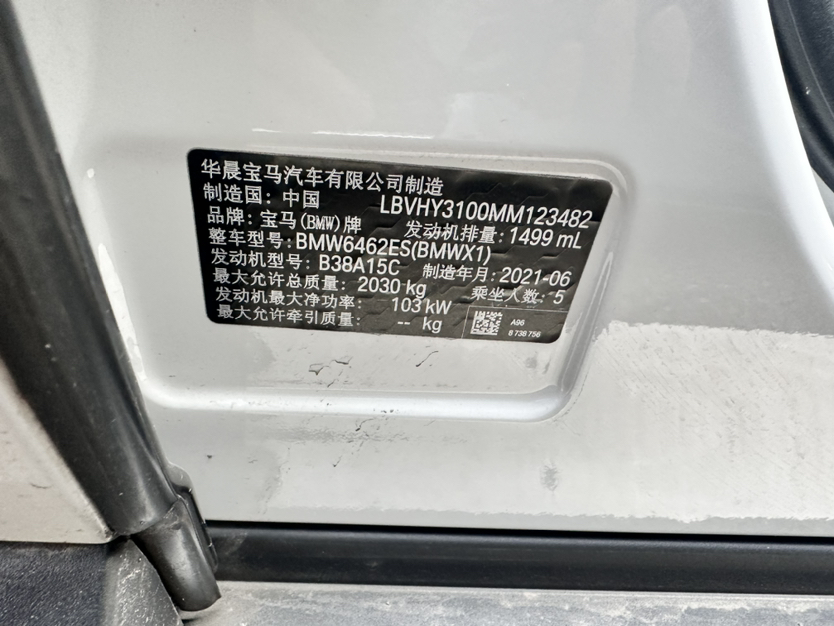 华晨宝马汽车有限公司制造
制造国：中国 LBVHY3100MM123482
品牌：宝马(BMW)牌 发动机排量：1499 mL
整车型号：BMW6462ES(BMWX1)
发动机型号：B38A15C 制造年月：2021-06
最大允许总质量：2030 kg 乘坐人数：5
发动机最大净功率： 103 kW
最大允许牵引质量： -- kg
A96
8 738 756